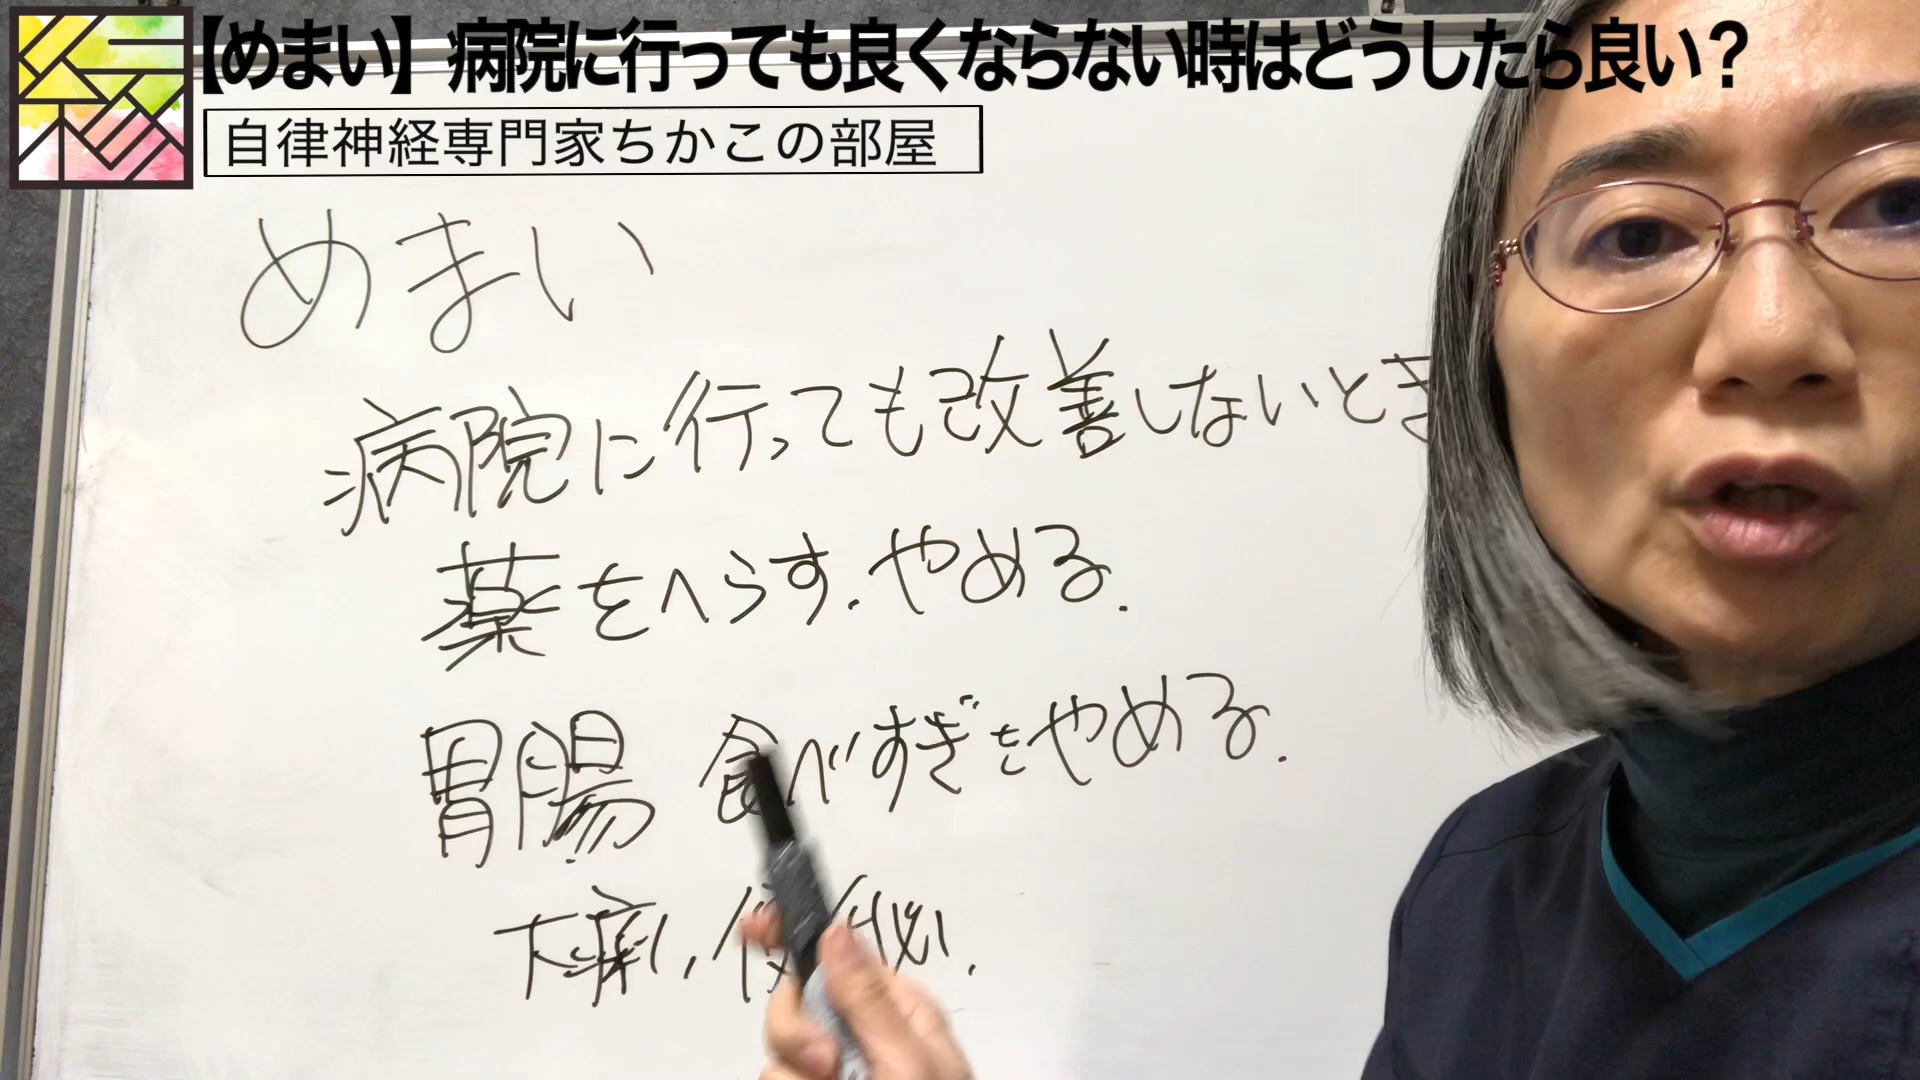 【めまい】病院に行っても良くならない時はどうしたら良い？
自律神経専門家ちかこの部屋
めまい
病院に行っても改善しないとき
薬をへらす.やめる.
胃腸 食べすぎをやめる.
下痢,便秘.